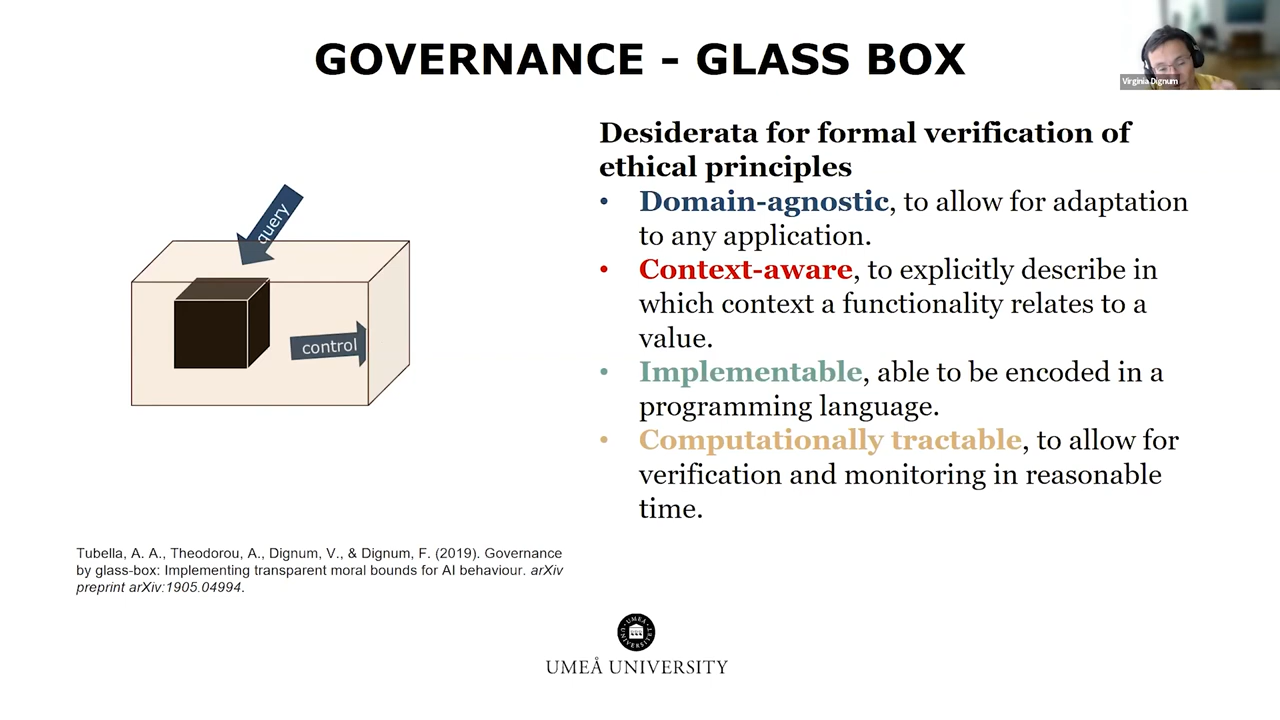 GOVERNANCE – GLASS BOX
Virginia Dignum
Desiderata for formal verification of
ethical principles
• Domain-agnostic, to allow for adaptation
to any application.
• Context-aware, to explicitly describe in
which context a functionality relates to a
value.
• Implementable, able to be encoded in a
programming language.
• Computationally tractable, to allow for
verification and monitoring in reasonable
time.
query
control
Tubella, A. A., Theodorou, A., Dignum, V., & Dignum, F. (2019). Governance
by glass-box: Implementing transparent moral bounds for AI behaviour. arXiv
preprint arXiv:1905.04994.
UMEÅ UNIVERSITY